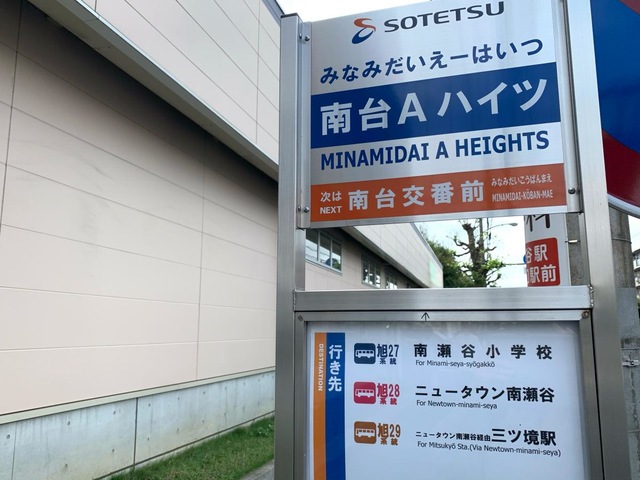 SOTETSU
みなみだいえーはいつ
南台Aハイツ
MINAMIDAI A HEIGHTS
次は 南台交番前 みなみだいこうばんまえ
NEXT MINAMIDAI-KŌBAN-MAE
駅
駅前
行き先
DESTINATION
旭27系統 南瀬谷小学校
For Minami-seya-syōgakkō
旭28系統 ニュータウン南瀬谷
For Newtown-minami-seya
旭29系統 ニュータウン南瀬谷経由三ツ境駅
For Mitsukyō Sta.(Via Newtown-minami-seya)